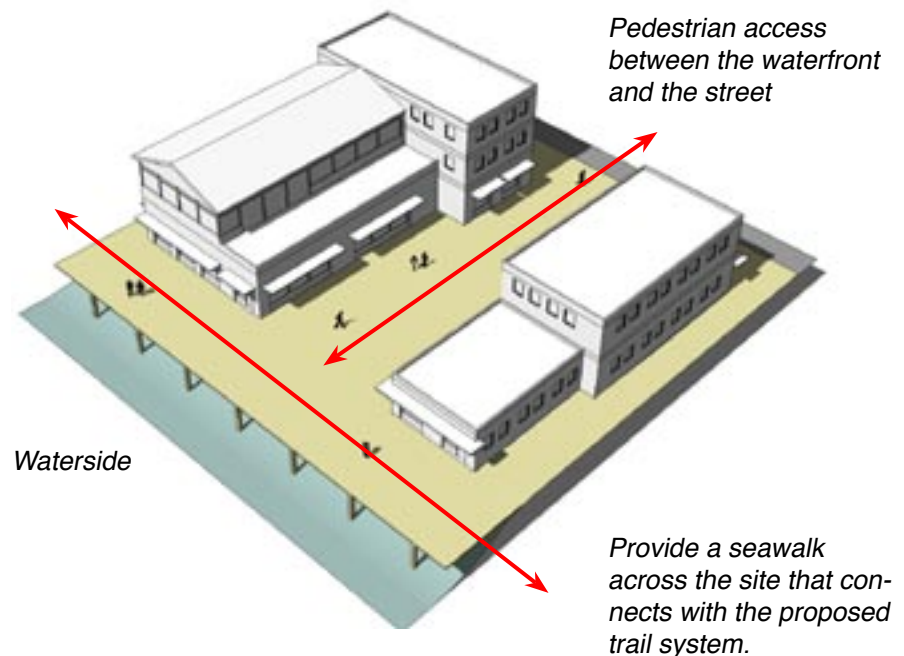 Pedestrian access
between the waterfront
and the street
Waterside
Provide a seawalk
across the site that con-
nects with the proposed
trail system.